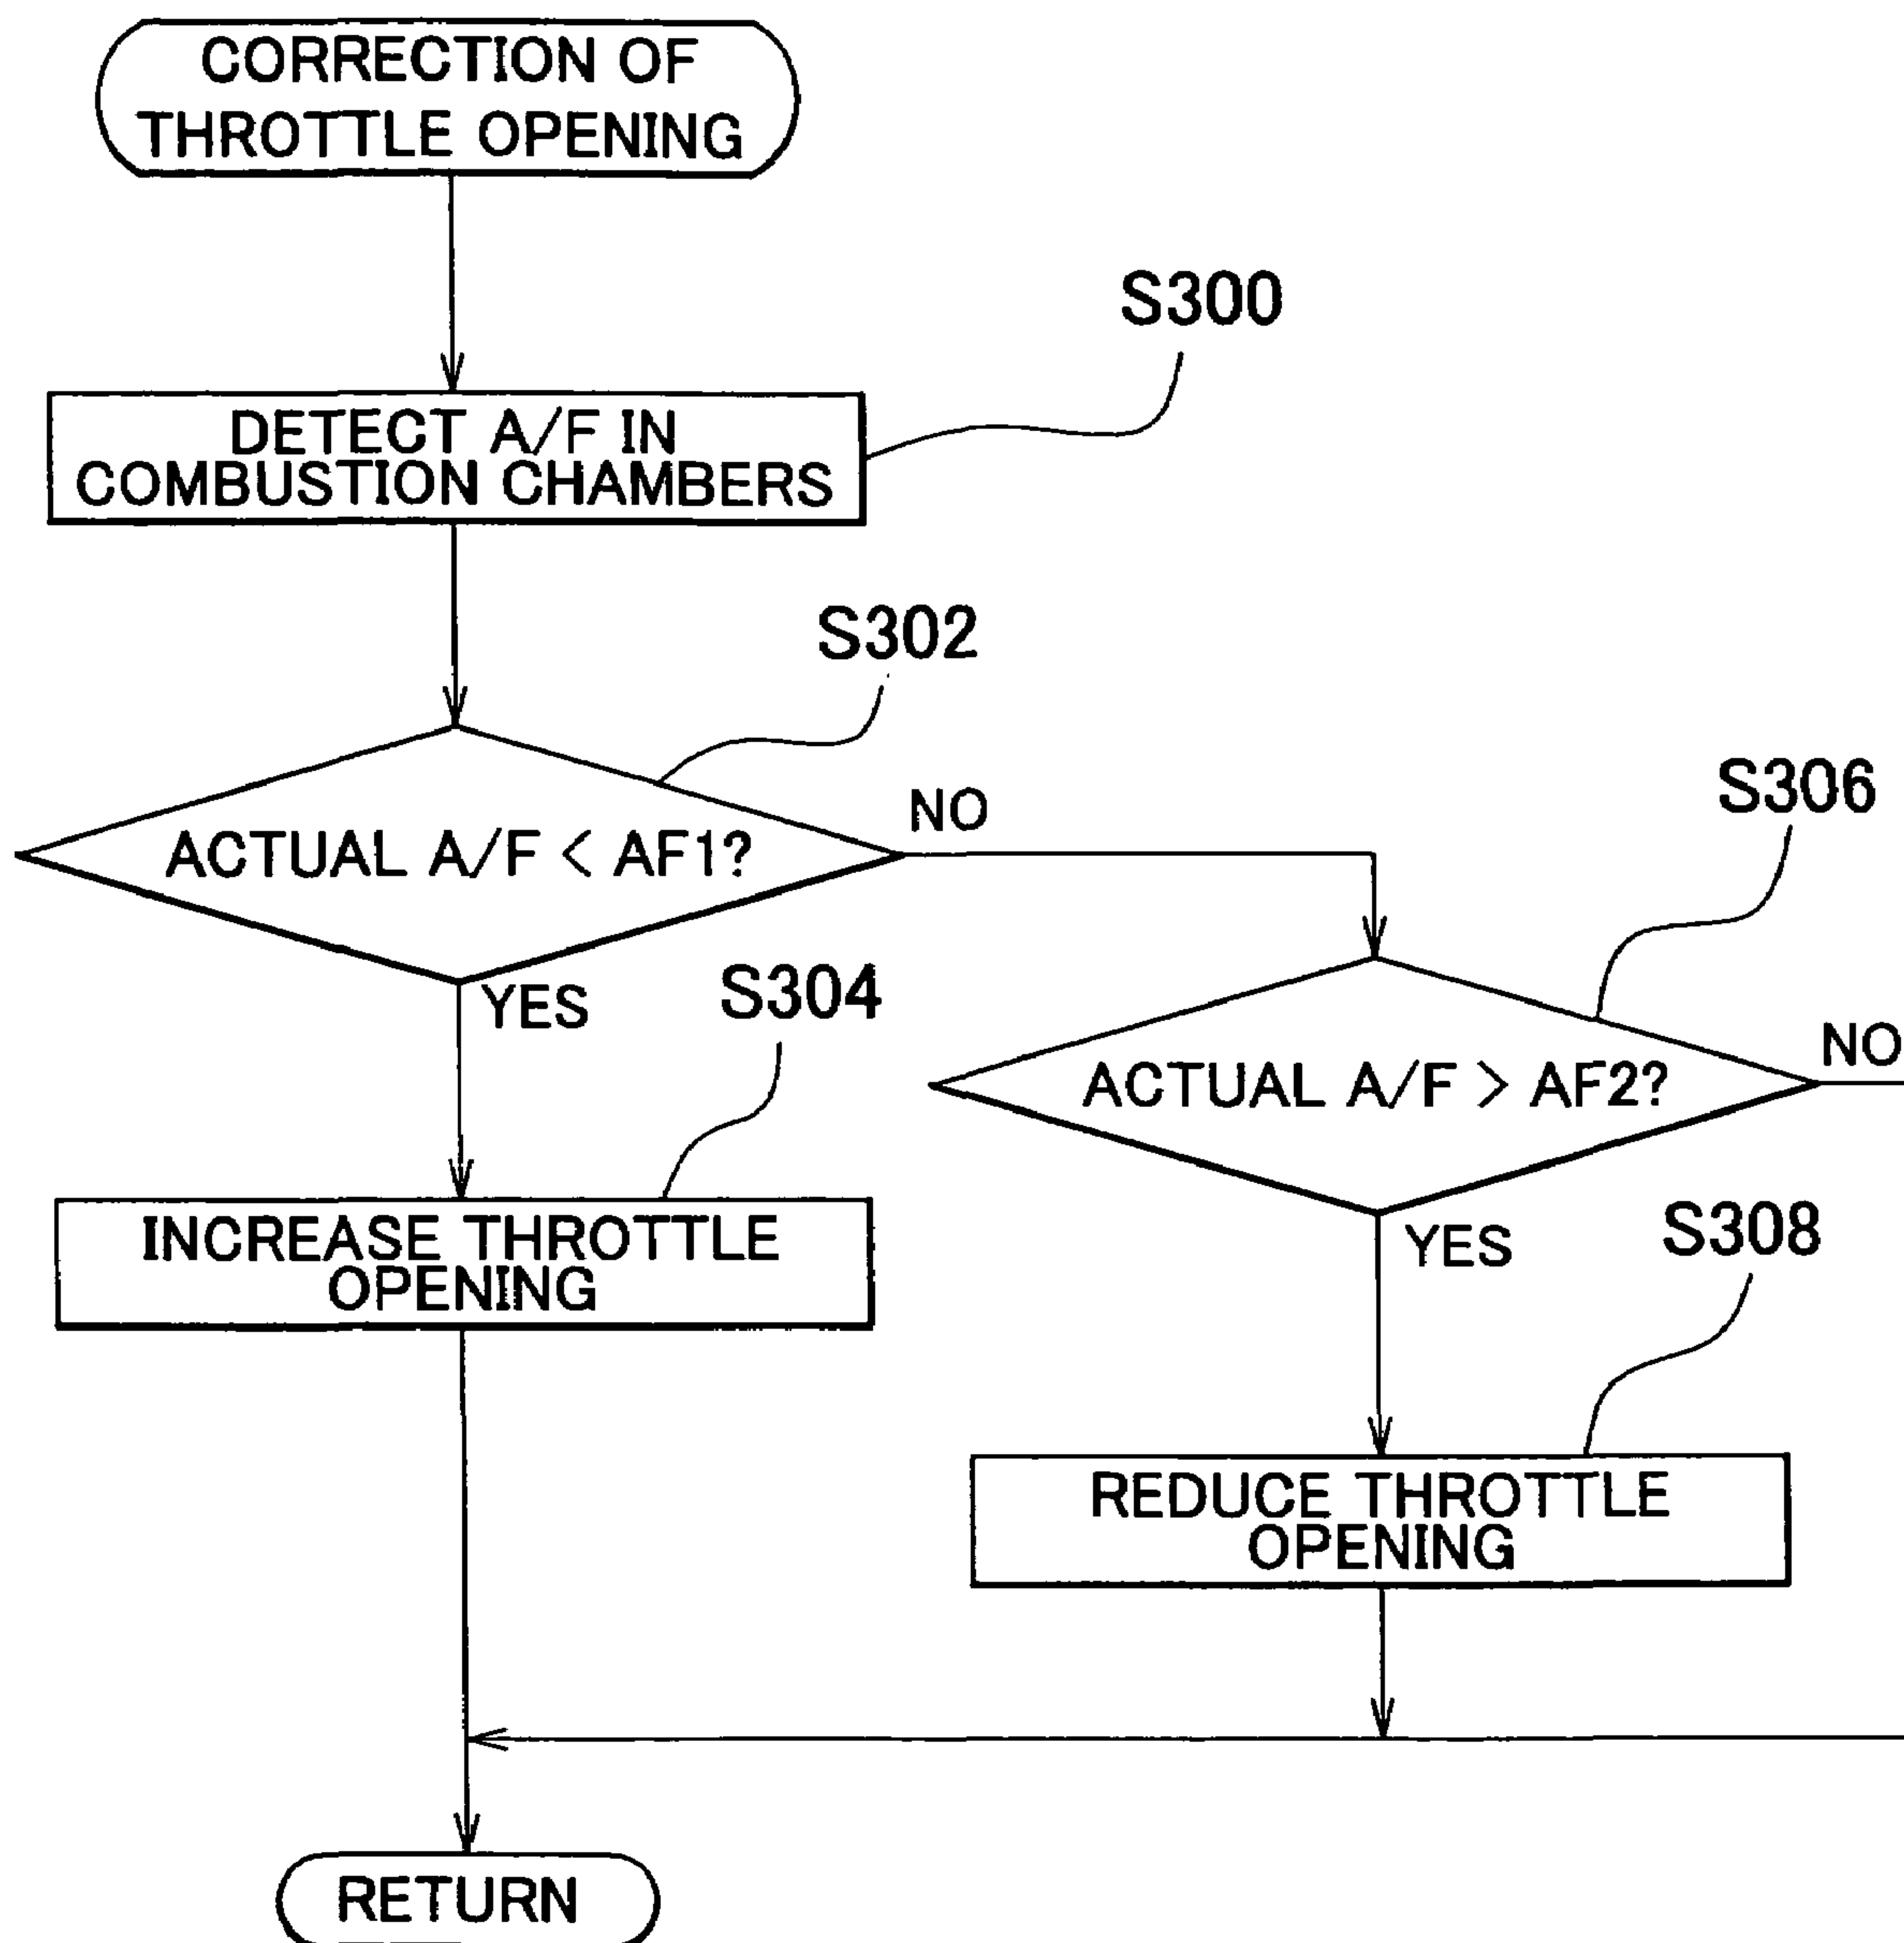 CORRECTION OF
THROTTLE OPENING
S300
DETECT A/F IN
COMBUSTION CHAMBERS
S302
ACTUAL A/F < AF1?
NO
YES
S304
INCREASE THROTTLE
OPENING
S306
ACTUAL A/F > AF2?
NO
YES
S308
REDUCE THROTTLE
OPENING
RETURN